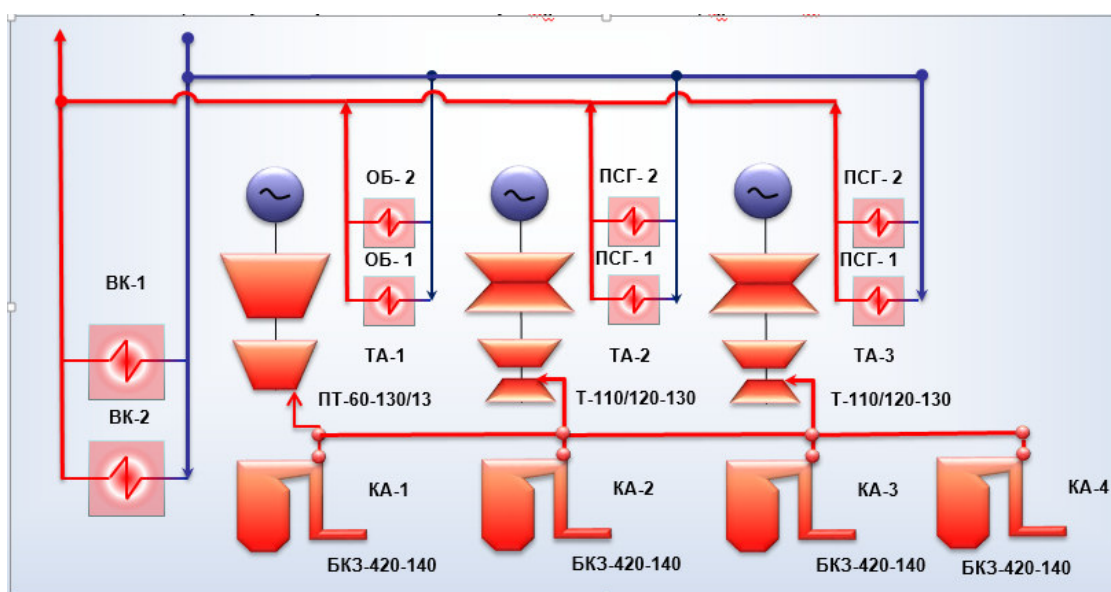 ОБ- 2
ПСГ- 2
ПСГ- 2
ОБ- 1
ПСГ- 1
ПСГ- 1
ВК-1
ТА-1
ТА-2
ТА-3
ПТ-60-130/13
Т-110/120-130
Т-110/120-130
ВК-2
КА-1
КА-2
КА-3
КА-4
БКЗ-420-140
БКЗ-420-140
БКЗ-420-140
БКЗ-420-140